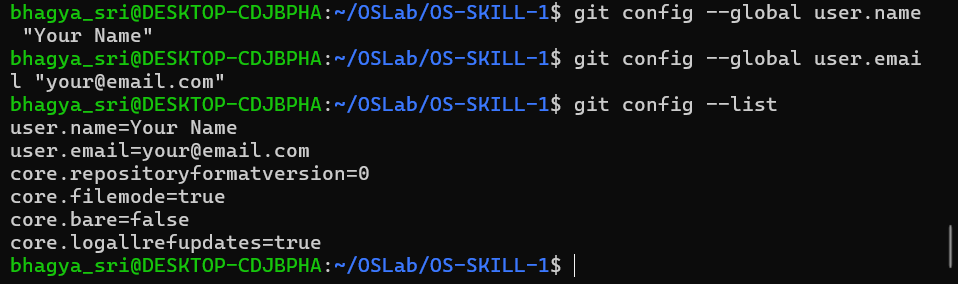 bhagya_sri@DESKTOP-CDJBPHA:~/OSLab/OS-SKILL-1$ git config --global user.name
 "Your Name"
bhagya_sri@DESKTOP-CDJBPHA:~/OSLab/OS-SKILL-1$ git config --global user.emai
l "your@email.com"
bhagya_sri@DESKTOP-CDJBPHA:~/OSLab/OS-SKILL-1$ git config --list
user.name=Your Name
user.email=your@email.com
core.repositoryformatversion=0
core.filemode=true
core.bare=false
core.logallrefupdates=true
bhagya_sri@DESKTOP-CDJBPHA:~/OSLab/OS-SKILL-1$